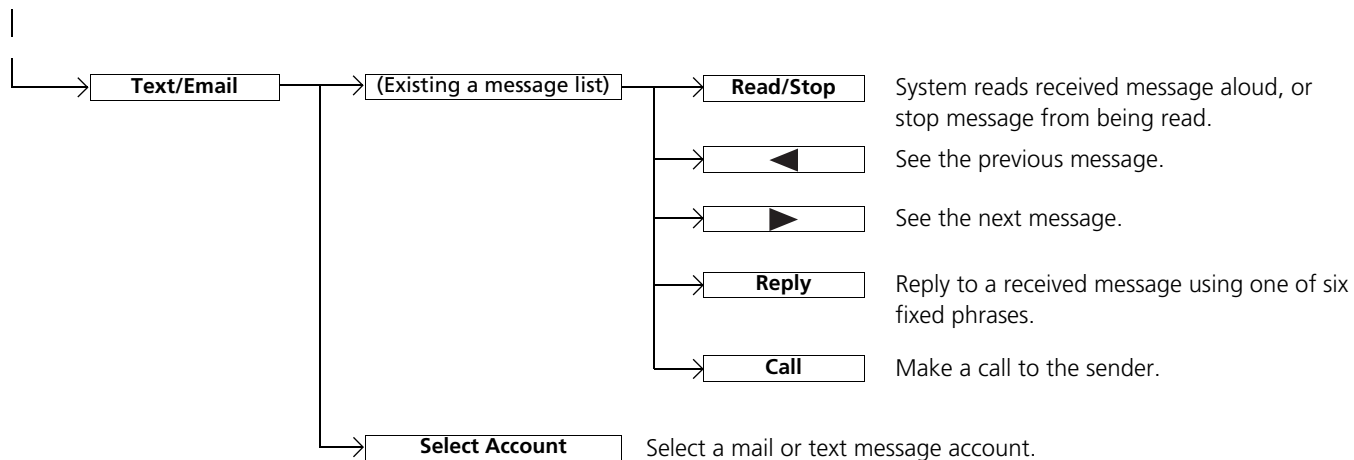 Text/Email
(Existing a message list)
Read/Stop
System reads received message aloud, or
stop message from being read.
◀
See the previous message.
▶
See the next message.
Reply
Reply to a received message using one of six
fixed phrases.
Call
Make a call to the sender.
Select Account
Select a mail or text message account.